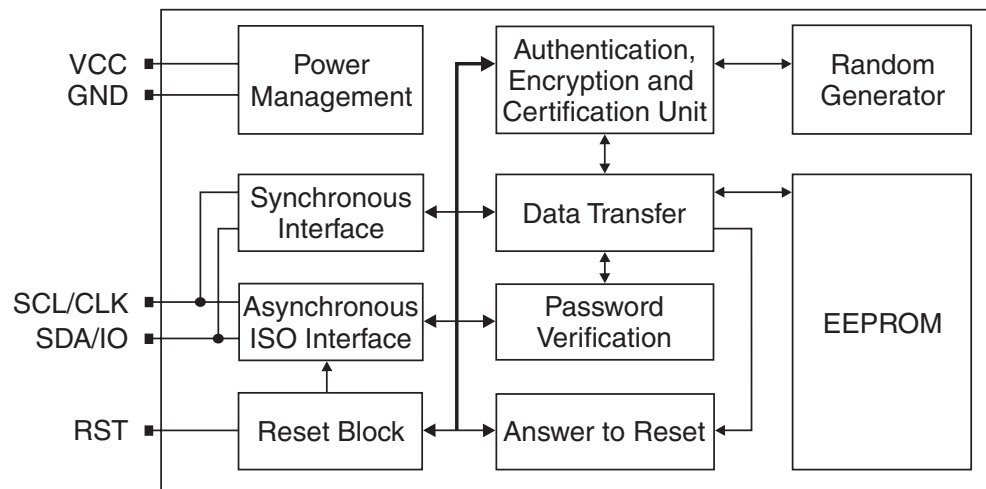 VCC
GND
Power
Management
Authentication,
Encryption and
Certification Unit
Random
Generator
Synchronous
Interface
Data Transfer
SCL/CLK
SDA/IO
Asynchronous
ISO Interface
Password
Verification
EEPROM
RST
Reset Block
Answer to Reset